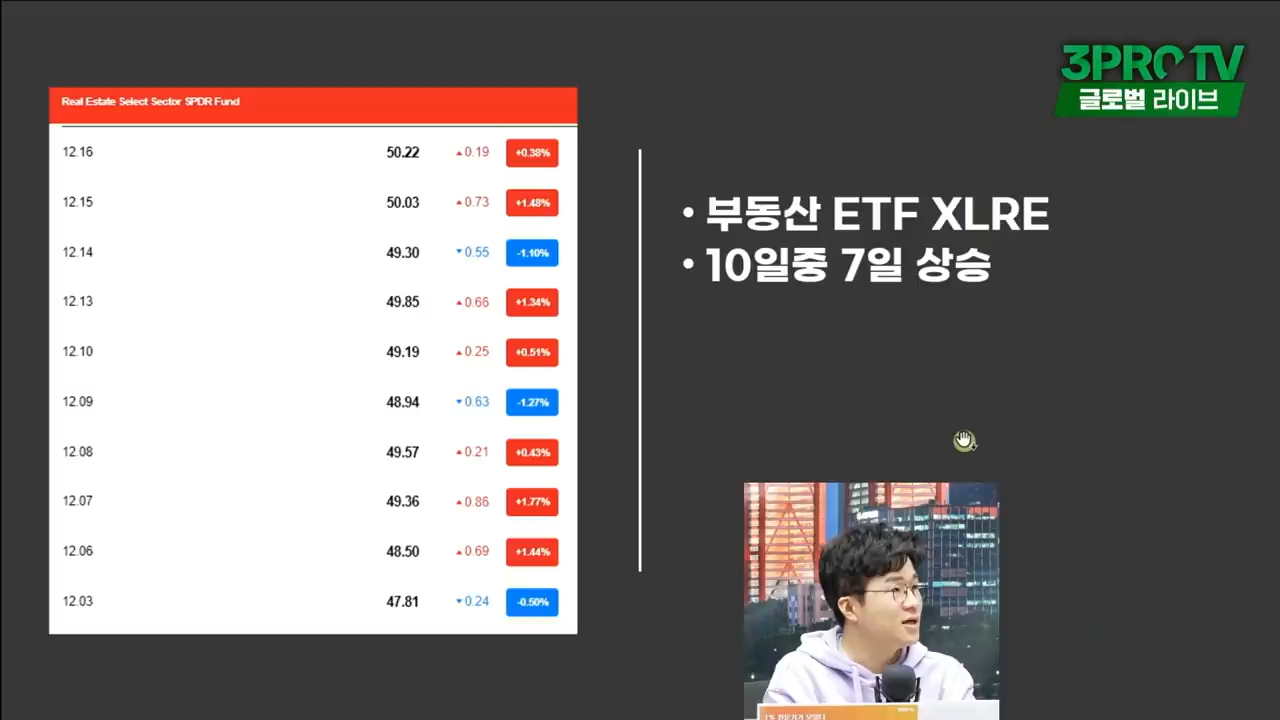 3PROTV
글로벌 라이브
Real Estate Select Sector SPDR Fund
12.16 50.22 ▲0.19 +0.38%
12.15 50.03 ▲0.73 +1.48%
12.14 49.30 ▼0.55 -1.10%
12.13 49.85 ▲0.66 +1.34%
12.10 49.19 ▲0.25 +0.51%
12.09 48.94 ▼0.63 -1.27%
12.08 49.57 ▲0.21 +0.43%
12.07 49.36 ▲0.86 +1.77%
12.06 48.50 ▲0.69 +1.44%
12.03 47.81 ▼0.24 -0.50%
• 부동산 ETF XLRE
• 10일중 7일 상승